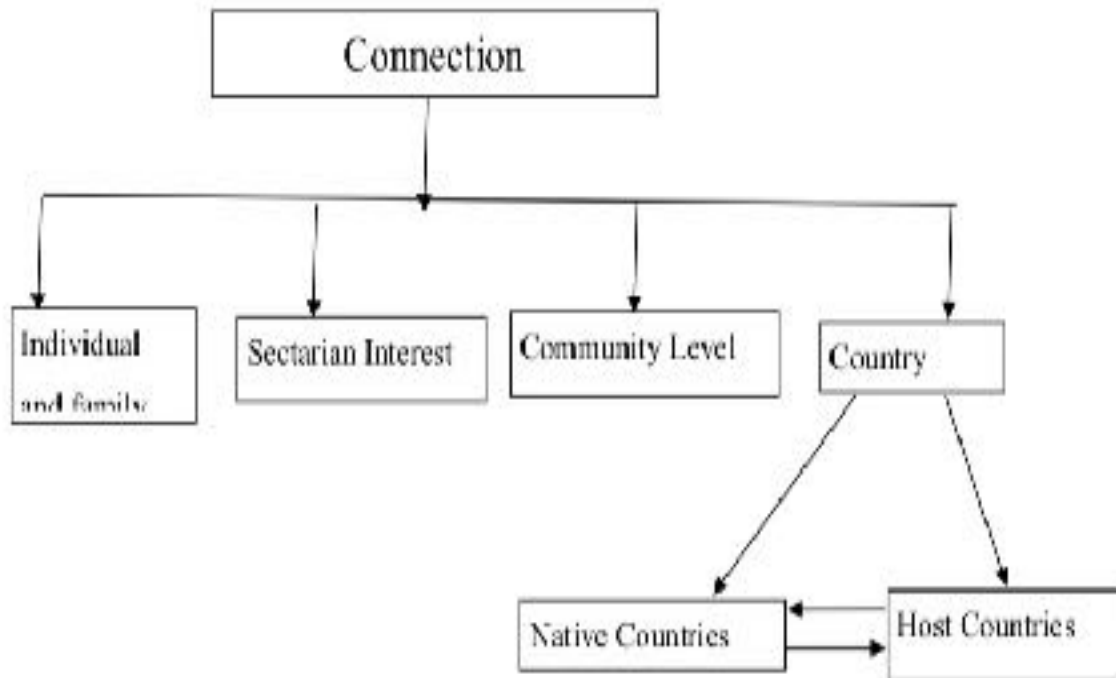 Connection
Individual
and family
Sectarian Interest
Community Level
Country
Native Countries
Host Countries